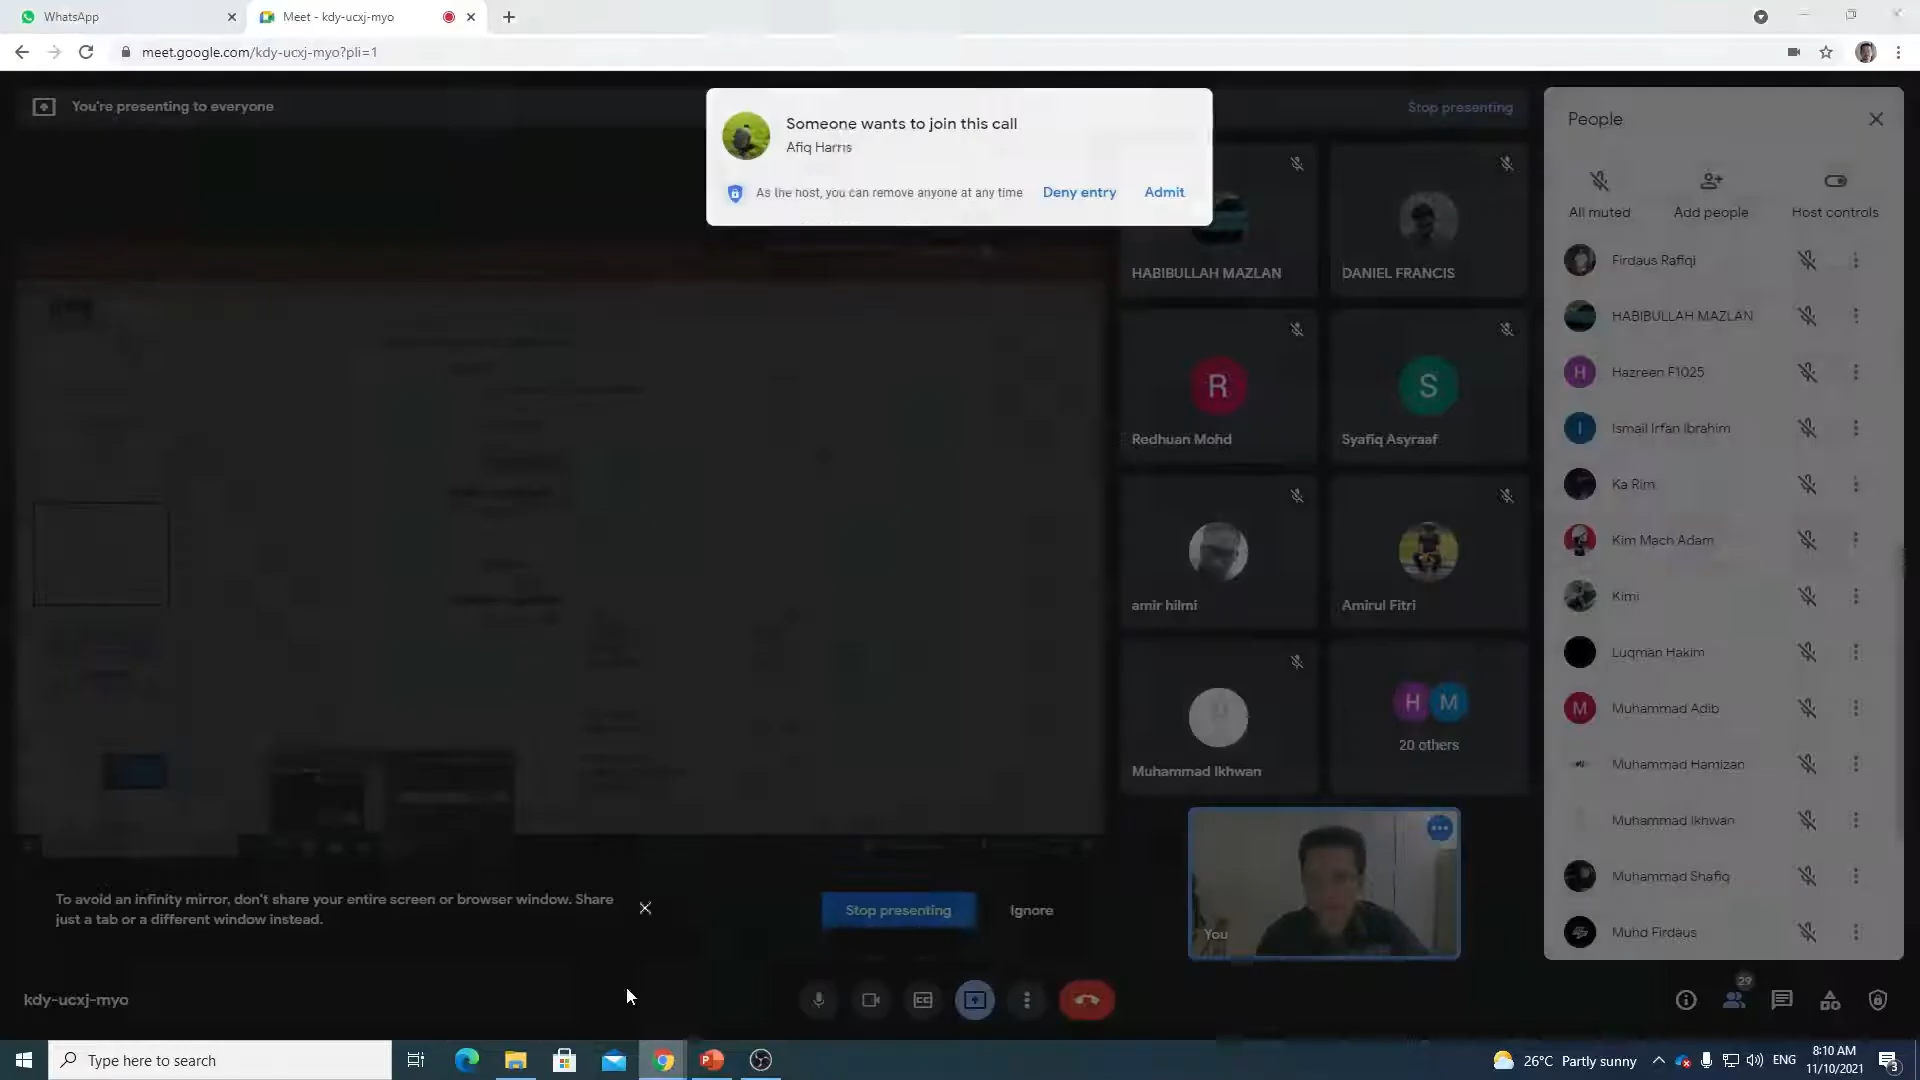 WhatsApp
Meet - kdy-ucxj-myo
meet.google.com/kdy-ucxj-myo?pli=1
You're presenting to everyone
Stop presenting
Someone wants to join this call
Afiq Harris
As the host, you can remove anyone at any time
Deny entry
Admit
HABIBULLAH MAZLAN
DANIEL FRANCIS
R
Redhuan Mohd
S
Syafiq Asyraaf
amir hilmi
Amirul Fitri
Muhammad Ikhwan
H M
20 others
You
People
All muted
Add people
Host controls
Firdaus Rafiqi
HABIBULLAH MAZLAN
H
Hazreen F1025
I
Ismail Irfan Ibrahim
Ka Rim
Kim Mach Adam
Kimi
Luqman Hakim
M
Muhammad Adib
Muhammad Hamizan
Muhammad Ikhwan
Muhammad Shafiq
Muhd Firdaus
To avoid an infinity mirror, don't share your entire screen or browser window. Share
just a tab or a different window instead.
Stop presenting
Ignore
kdy-ucxj-myo
29
Type here to search
26°C Partly sunny
ENG
8:10 AM
11/10/2021
3